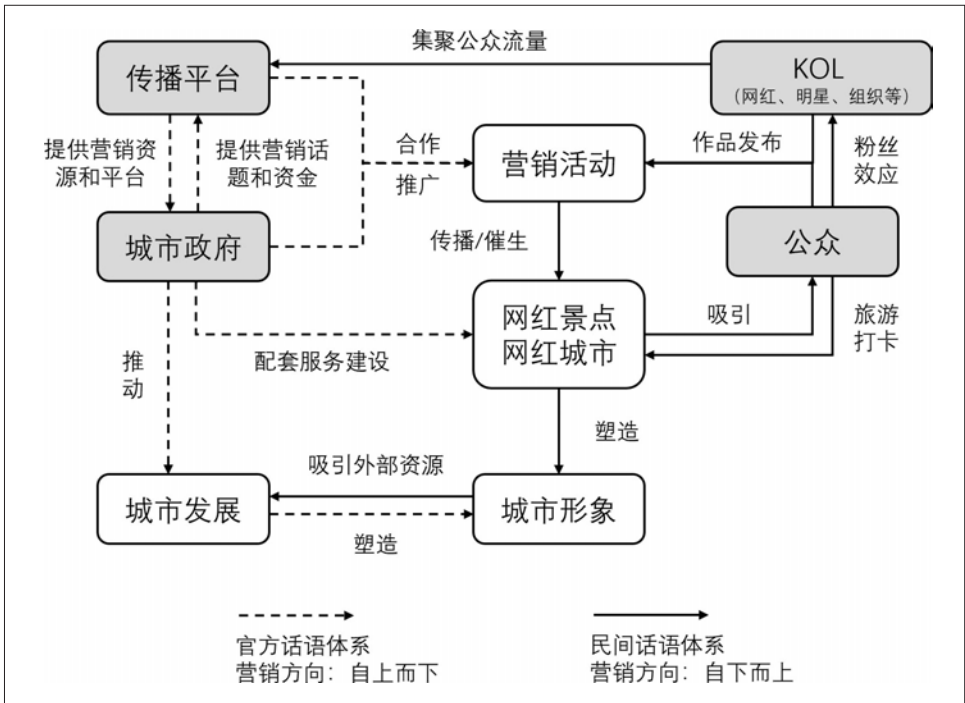 集聚公众流量
传播平台
KOL
（网红、明星、组织等）
提供营销资
源和平台
提供营销话
题和资金
合作
推广
营销活动
作品发布
粉丝
效应
城市政府
传播/催生
公众
网红景点
网红城市
吸引
旅游
打卡
推
动
配套服务建设
塑造
吸引外部资源
城市发展
城市形象
塑造
官方话语体系
营销方向：自上而下
民间话语体系
营销方向：自下而上